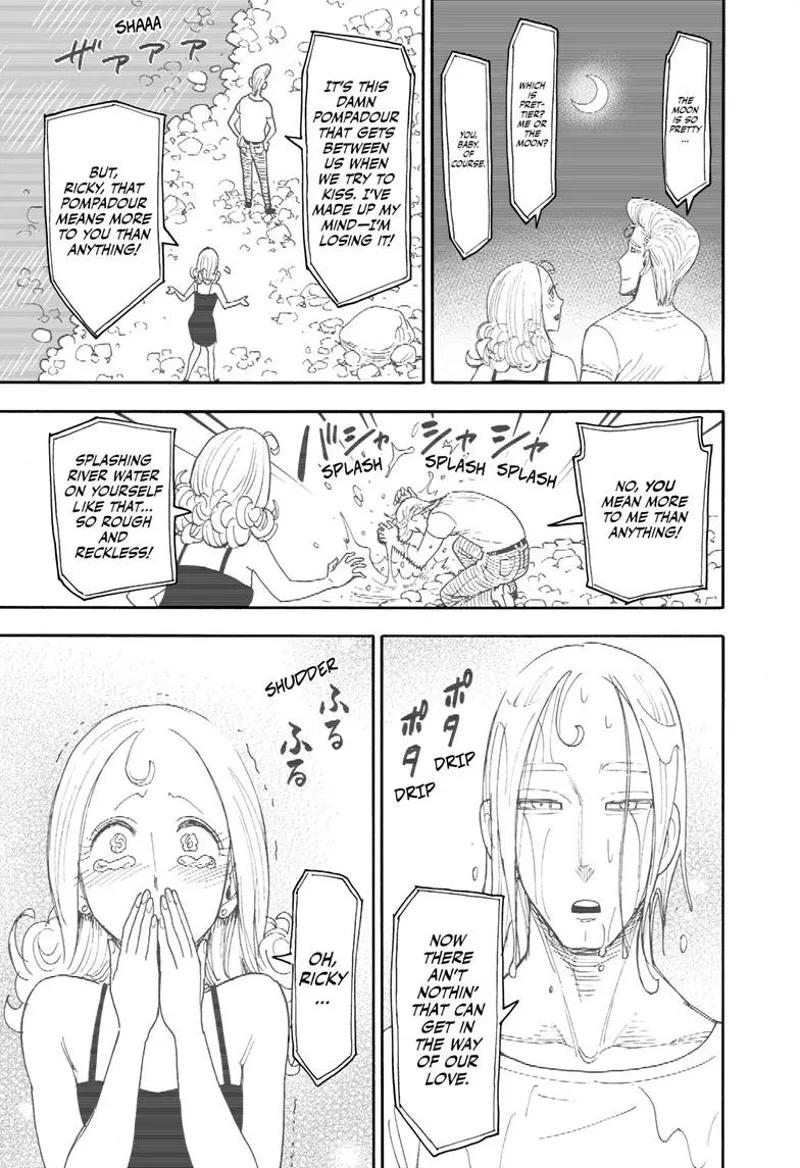 THE
MOON
IS SO
PRETTY
...
WHICH
IS
PRET-
TIER?
ME OR
THE
MOON?
YOU,
BABY.
OF
COURSE.
IT'S THIS
DAMN
POMPADOUR
THAT GETS
BETWEEN
US WHEN
WE TRY TO
KISS. I'VE
MADE UP MY
MIND—I'M
LOSING IT!
SHAAA
ザァァァ
BUT,
RICKY, THAT
POMPADOUR
MEANS MORE
TO YOU THAN
ANYTHING!
NO, YOU
MEAN MORE
TO ME THAN
ANYTHING!
バシャ
シャ
シャ
SPLASH
SPLASH
SPLASH
SPLASHING
RIVER WATER
ON YOURSELF
LIKE THAT...
SO ROUGH
AND
RECKLESS!
ポタ
DRIP
ポタ
DRIP
NOW
THERE
AIN'T
NOTHIN'
THAT CAN
GET IN
THE WAY
OF OUR
LOVE.
SHUDDER
ふる
ふる
OH,
RICKY
...